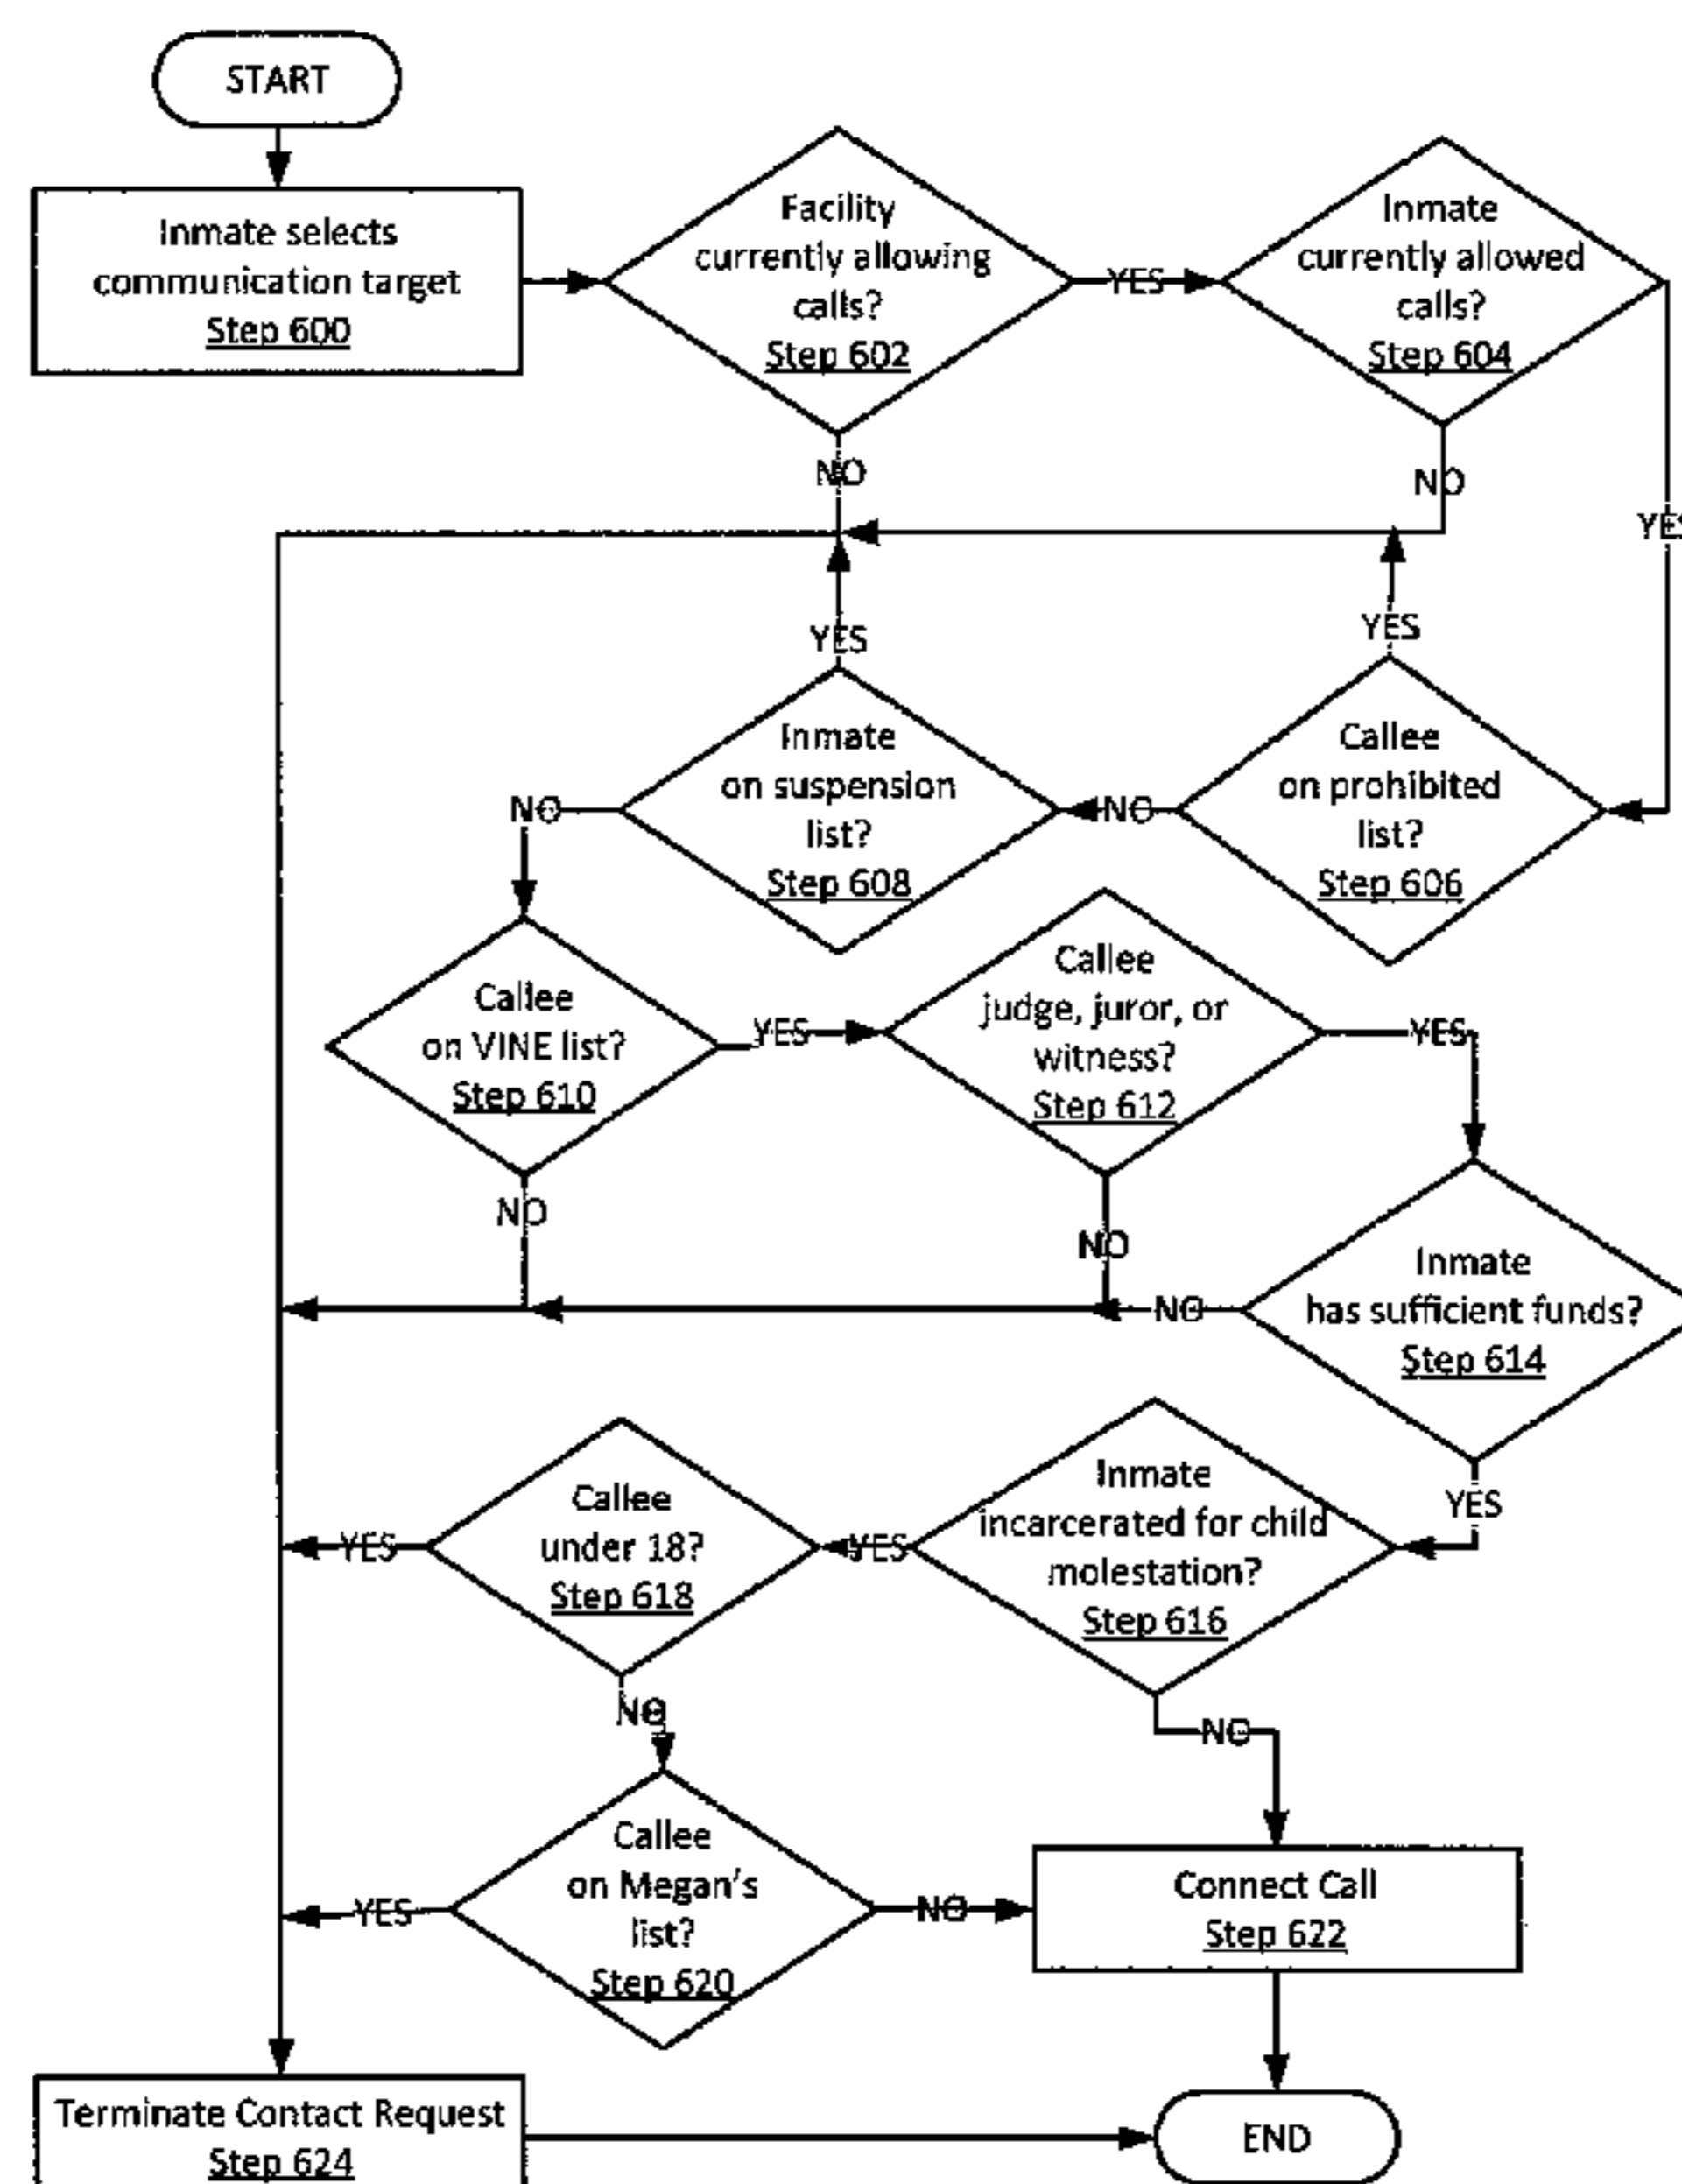 START
Inmate selects
communication target
Step 600
Facility
currently allowing
calls?
Step 602
YES
Inmate
currently allowed
calls?
Step 604
NO
NO
YES
YES
YES
Inmate
on suspension
list?
Step 608
NO
Callee
on prohibited
list?
Step 606
NO
Callee
on VINE list?
Step 610
YES
Callee
judge, juror, or
witness?
Step 612
YES
NO
NO
NO
Inmate
has sufficient funds?
Step 614
YES
Inmate
incarcerated for child
molestation?
Step 616
YES
Callee
under 18?
Step 618
YES
NO
NO
Callee
on Megan's
list?
Step 620
YES
NO
Connect Call
Step 622
Terminate Contact Request
Step 624
END